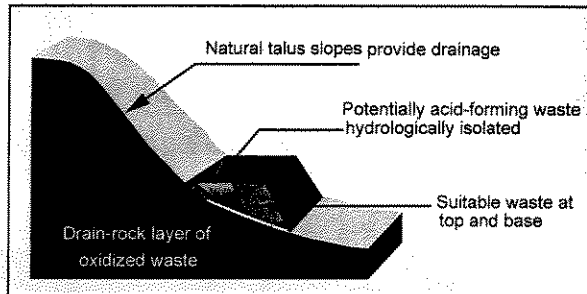 Natural talus slopes provide drainage
Potentially acid-forming waste
hydrologically isolated
Suitable waste at
top and base
Drain-rock layer of
oxidized waste